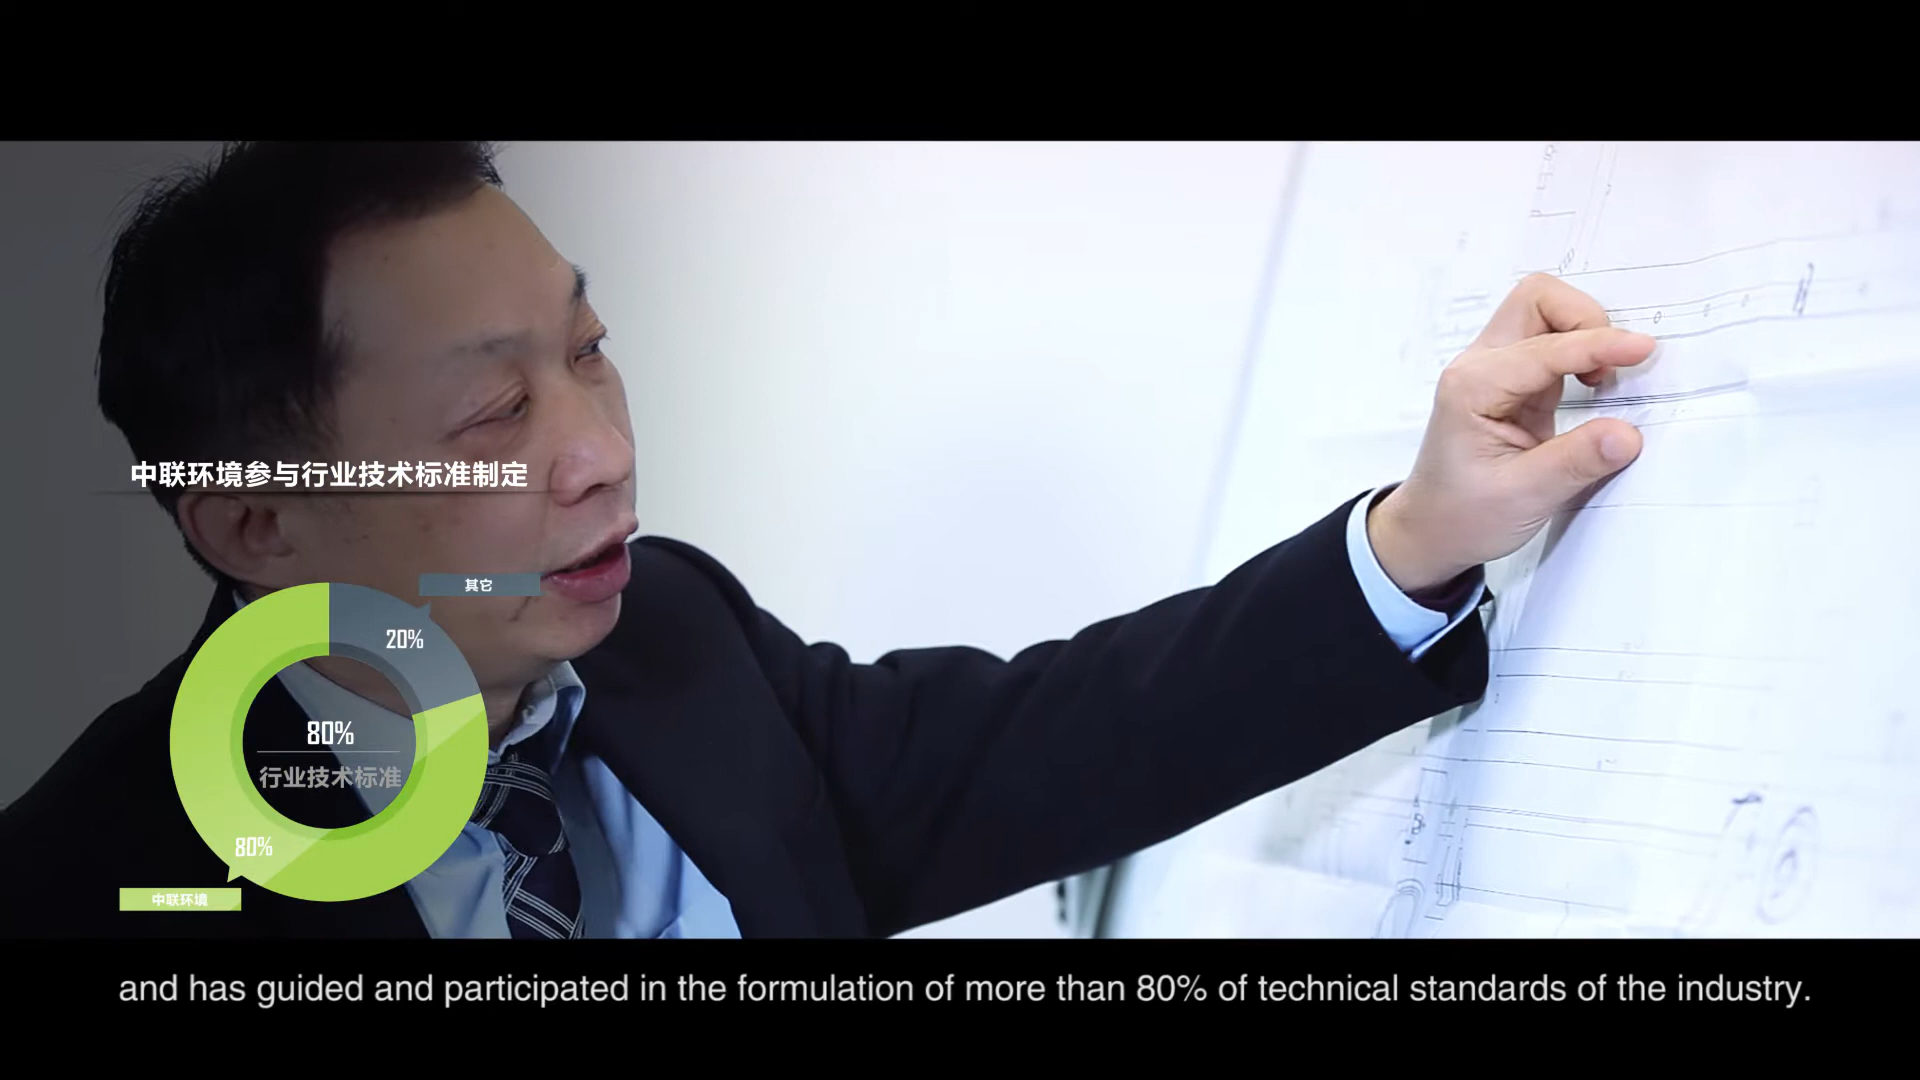 中联环境参与行业技术标准制定
其它
20%
80%
行业技术标准
80%
中联环境
and has guided and participated in the formulation of more than 80% of technical standards of the industry.